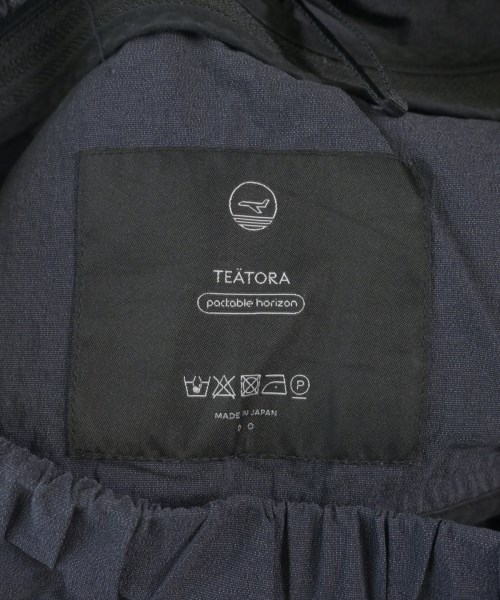 TEÄTORA
packable horizon
MADE IN JAPAN